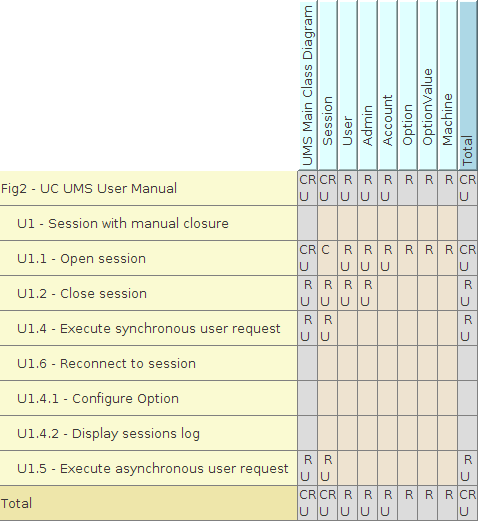 UMS Main Class Diagram
Session
User
Admin
Account
Option
OptionValue
Machine
Total
Fig2 - UC UMS User Manual CRU CRU RU RU RU R R R CRU
U1 - Session with manual closure
U1.1 - Open session CRU C RU RU RU R R R CRU
U1.2 - Close session RU RU RU RU RU
U1.4 - Execute synchronous user request RU RU RU
U1.6 - Reconnect to session
U1.4.1 - Configure Option
U1.4.2 - Display sessions log
U1.5 - Execute asynchronous user request RU RU RU
Total CRU CRU RU RU RU R R R CRU